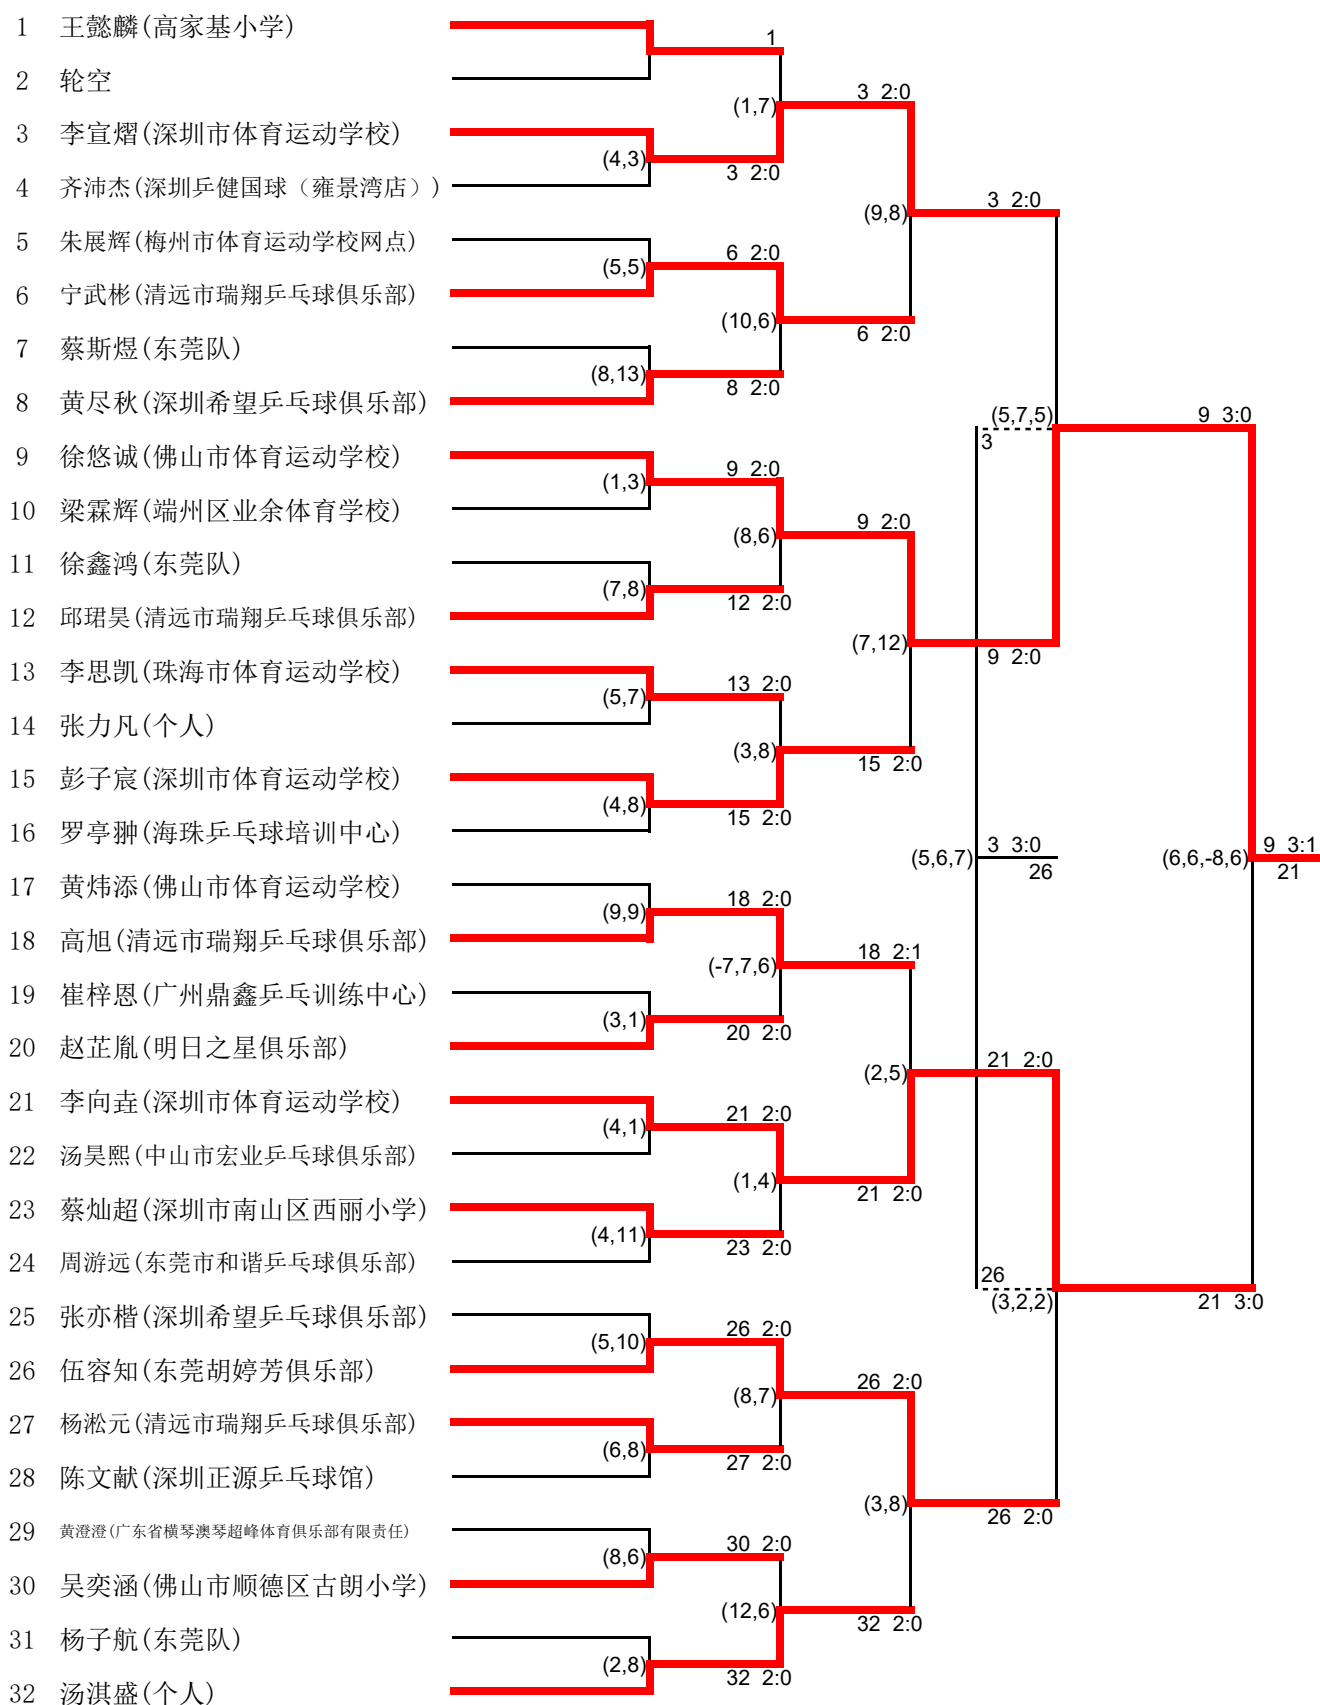 1 王懿麟(高家基小学)
1
2 轮空
3 2:0
(1,7)
3 李宣熠(深圳市体育运动学校)
(4,3)
3 2:0
4 齐沛杰(深圳乒健国球（雍景湾店）)
3 2:0
(9,8)
5 朱展辉(梅州市体育运动学校网点)
6 2:0
(5,5)
6 宁武彬(清远市瑞翔乒乓球俱乐部)
(10,6)
6 2:0
7 蔡斯煜(东莞队)
(8,13)
8 2:0
8 黄尽秋(深圳希望乒乓球俱乐部)
(5,7,5)
9 3:0
3
9 徐悠诚(佛山市体育运动学校)
9 2:0
(1,3)
10 梁霖辉(端州区业余体育学校)
9 2:0
(8,6)
11 徐鑫鸿(东莞队)
(7,8)
12 2:0
12 邱珺昊(清远市瑞翔乒乓球俱乐部)
(7,12)
9 2:0
13 李思凯(珠海市体育运动学校)
13 2:0
(5,7)
14 张力凡(个人)
(3,8)
15 2:0
15 彭子宸(深圳市体育运动学校)
(4,8)
15 2:0
16 罗亭翀(海珠乒乓球培训中心)
3 3:0
9 3:1
(5,6,7)
(6,6,-8,6)
26
21
17 黄炜添(佛山市体育运动学校)
18 2:0
(9,9)
18 高旭(清远市瑞翔乒乓球俱乐部)
18 2:1
(-7,7,6)
19 崔梓恩(广州鼎鑫乒乓训练中心)
(3,1)
20 2:0
20 赵芷胤(明日之星俱乐部)
21 2:0
(2,5)
21 李向垚(深圳市体育运动学校)
21 2:0
(4,1)
22 汤昊熙(中山市宏业乒乓球俱乐部)
(1,4)
21 2:0
23 蔡灿超(深圳市南山区西丽小学)
(4,11)
23 2:0
24 周游远(东莞市和谐乒乓球俱乐部)
26
(3,2,2)
21 3:0
25 张亦楷(深圳希望乒乓球俱乐部)
26 2:0
(5,10)
26 伍容知(东莞胡婷芳俱乐部)
26 2:0
(8,7)
27 杨淞元(清远市瑞翔乒乓球俱乐部)
(6,8)
27 2:0
28 陈文献(深圳正源乒乓球馆)
(3,8)
26 2:0
29 黄澄澄(广东省横琴澳琴超峰体育俱乐部有限责任)
30 2:0
(8,6)
30 吴奕涵(佛山市顺德区古朗小学)
(12,6)
32 2:0
31 杨子航(东莞队)
(2,8)
32 2:0
32 汤淇盛(个人)